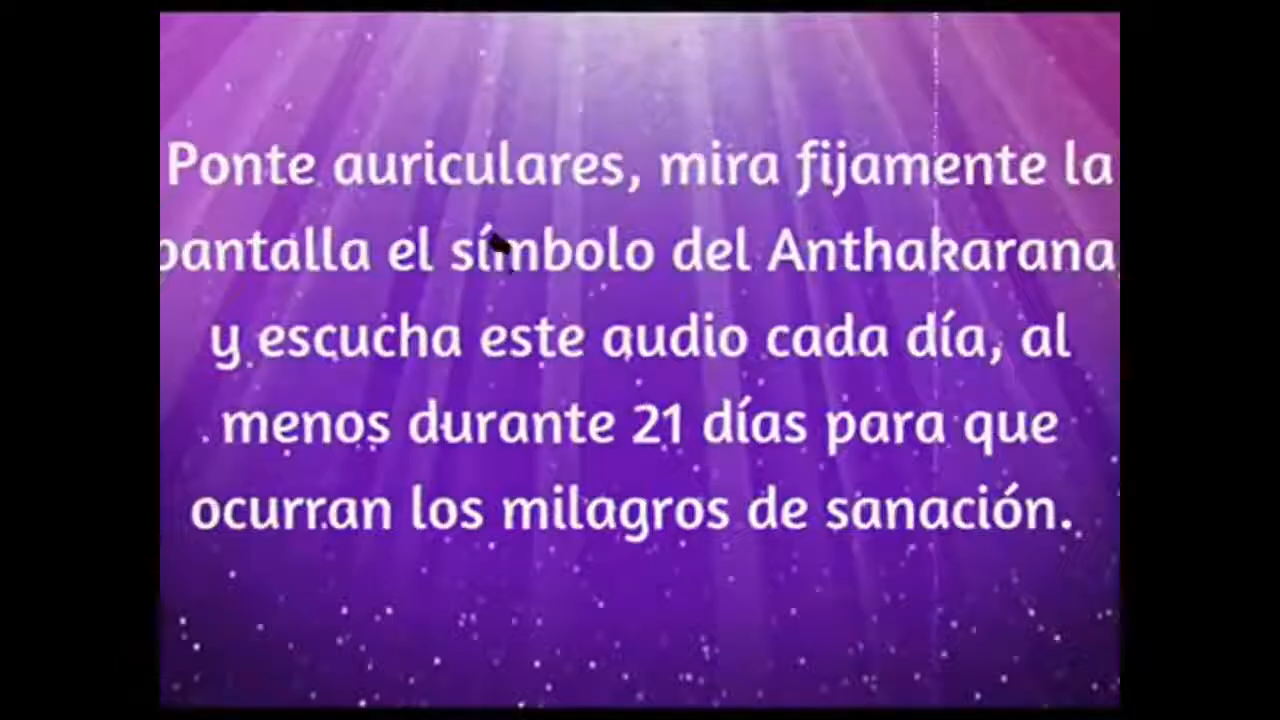 Ponte auriculares, mira fijamente la
pantalla el símbolo del Anthakarana,
y escucha este audio cada día, al
menos durante 21 días para que
ocurran los milagros de sanación.